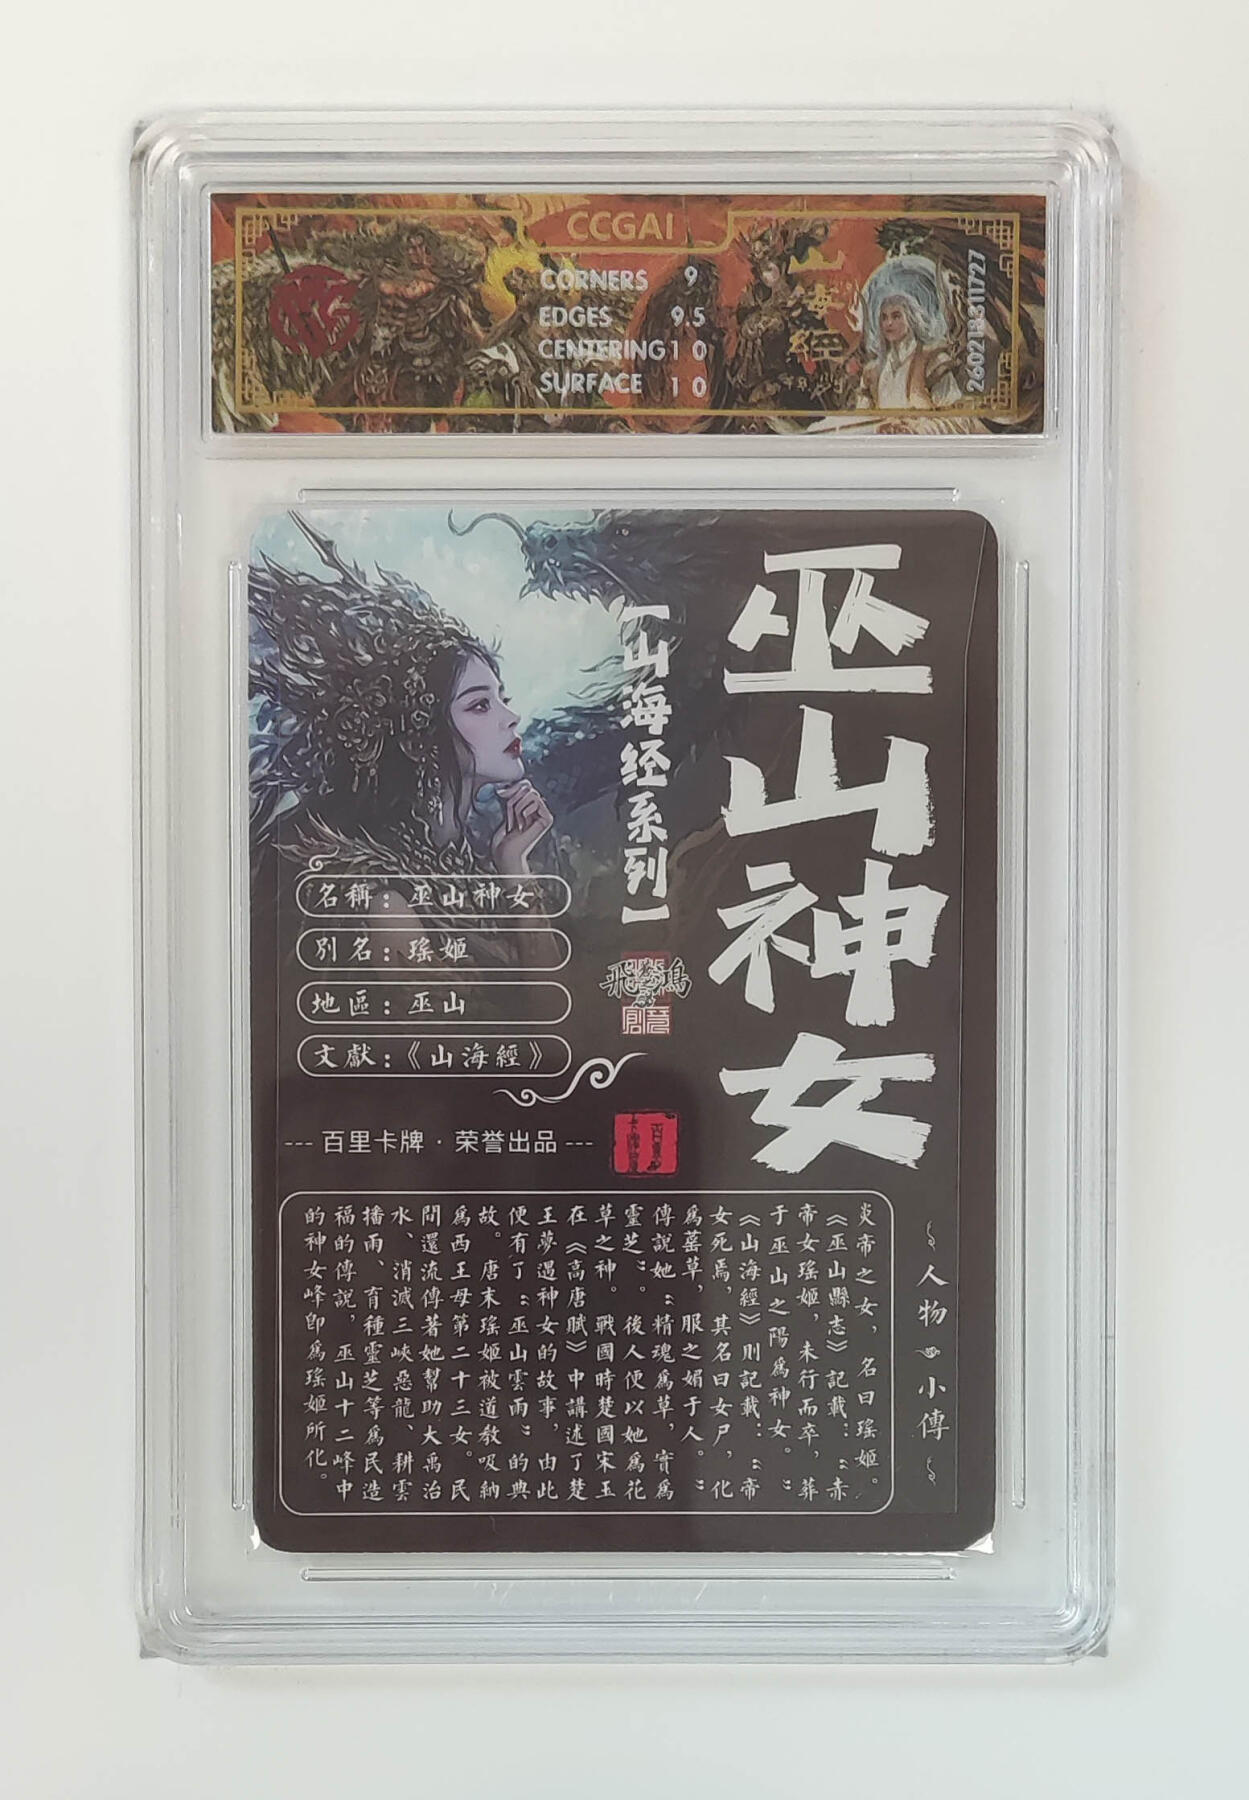 CCGAI
CORNERS 9
EDGES 9.5
CENTERING 10
SURFACE 10
山海經
2602183111727
巫山神女
【山海经系列】
飛鴻
名稱：巫山神女
別名：瑤姬
地區：巫山
文獻：《山海經》
--- 百里卡牌 · 荣誉出品 ---
人物小傳
炎帝之女，名曰瑤姬。
《巫山縣志》記載：“赤
帝女瑤姬，未行而卒，葬
于巫山之陽爲神女。”
《山海經》則記載：“帝
女死焉，其名曰女尸，化
爲䔄草，服之媚于人。”
傳說她“精魂爲草，實爲
靈芝”。後人便以她爲花
草之神。戰國時楚國宋玉
在《高唐賦》中講述了楚
王夢遇神女的故事，由此
便有了“巫山雲雨”的典
故。唐末瑤姬被道教吸納
爲西王母第二十三女。民
間還流傳著她幫助大禹治
水、消滅三峽惡龍、耕雲
播雨、育種靈芝等爲民造
福的傳說，巫山十二峰中
的神女峰卽爲瑤姬所化。